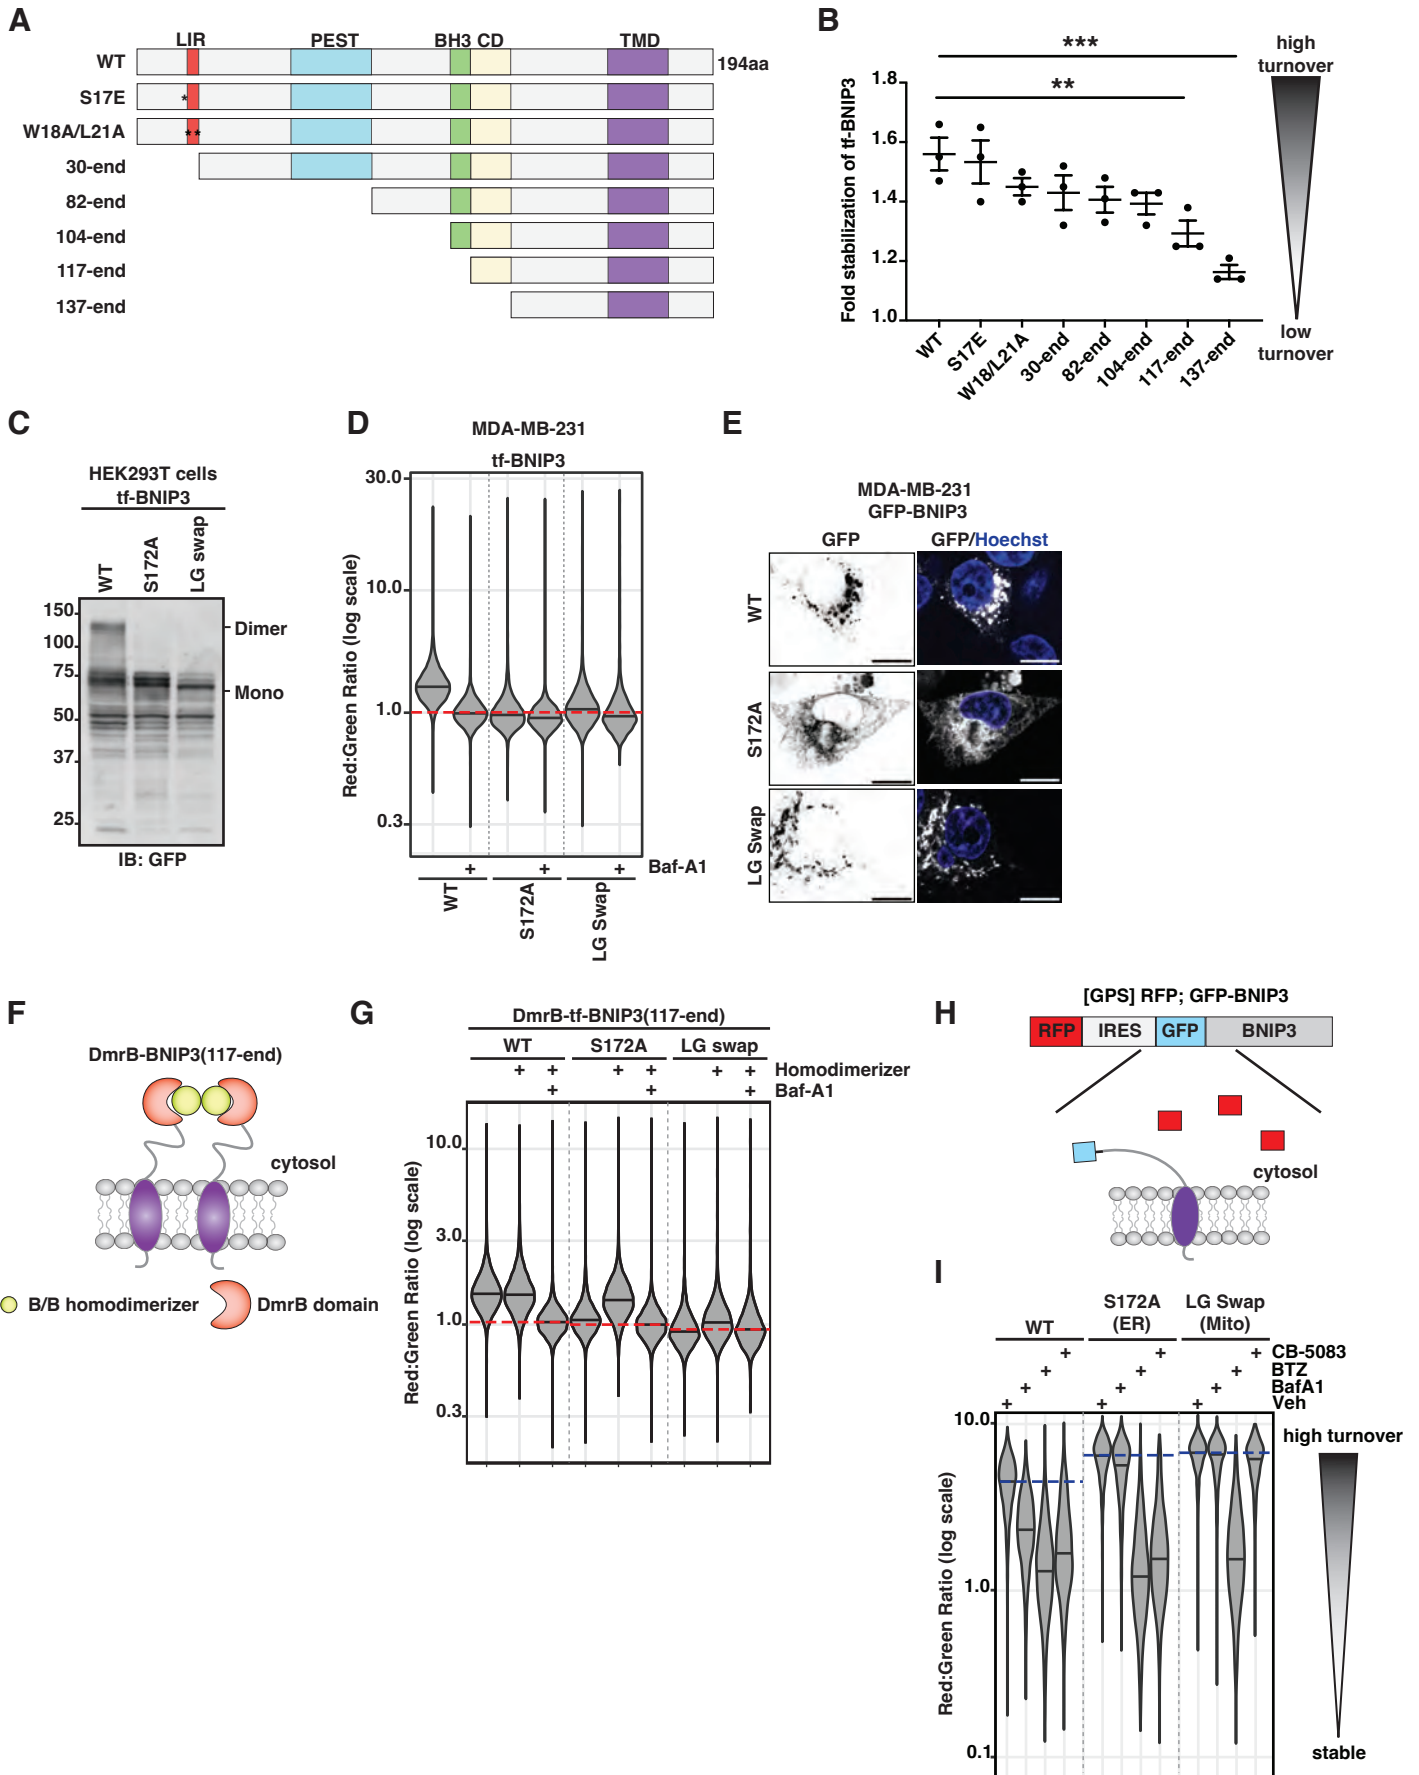 A
LIR PEST BH3 CD TMD
WT 194aa
S17E *
W18A/L21A **
30-end
82-end
104-end
117-end
137-end
B
***
**
Fold stabilization of tf-BNIP3
1.8
1.6
1.4
1.2
1.0
WT S17E W18/L21A 30-end 82-end 104-end 117-end 137-end
high
turnover
low
turnover
C
HEK293T cells
tf-BNIP3
WT S172A LG swap
150
100
75
50
37
25
Dimer
Mono
IB: GFP
D
MDA-MB-231
tf-BNIP3
Red:Green Ratio (log scale)
30.0
10.0
1.0
0.3
+ + + Baf-A1
WT S172A LG Swap
E
MDA-MB-231
GFP-BNIP3
GFP GFP/Hoechst
WT
S172A
LG Swap
F
DmrB-BNIP3(117-end)
cytosol
B/B homodimerizer DmrB domain
G
DmrB-tf-BNIP3(117-end)
WT S172A LG swap
+ + + + + + Homodimerizer
+ + + Baf-A1
Red:Green Ratio (log scale)
10.0
3.0
1.0
0.3
H
[GPS] RFP; GFP-BNIP3
RFP IRES GFP BNIP3
cytosol
I
WT S172A (ER) LG Swap (Mito)
+ + + CB-5083
+ + + BTZ
+ + + BafA1
+ + + Veh
Red:Green Ratio (log scale)
10.0
1.0
0.1
high turnover
stable